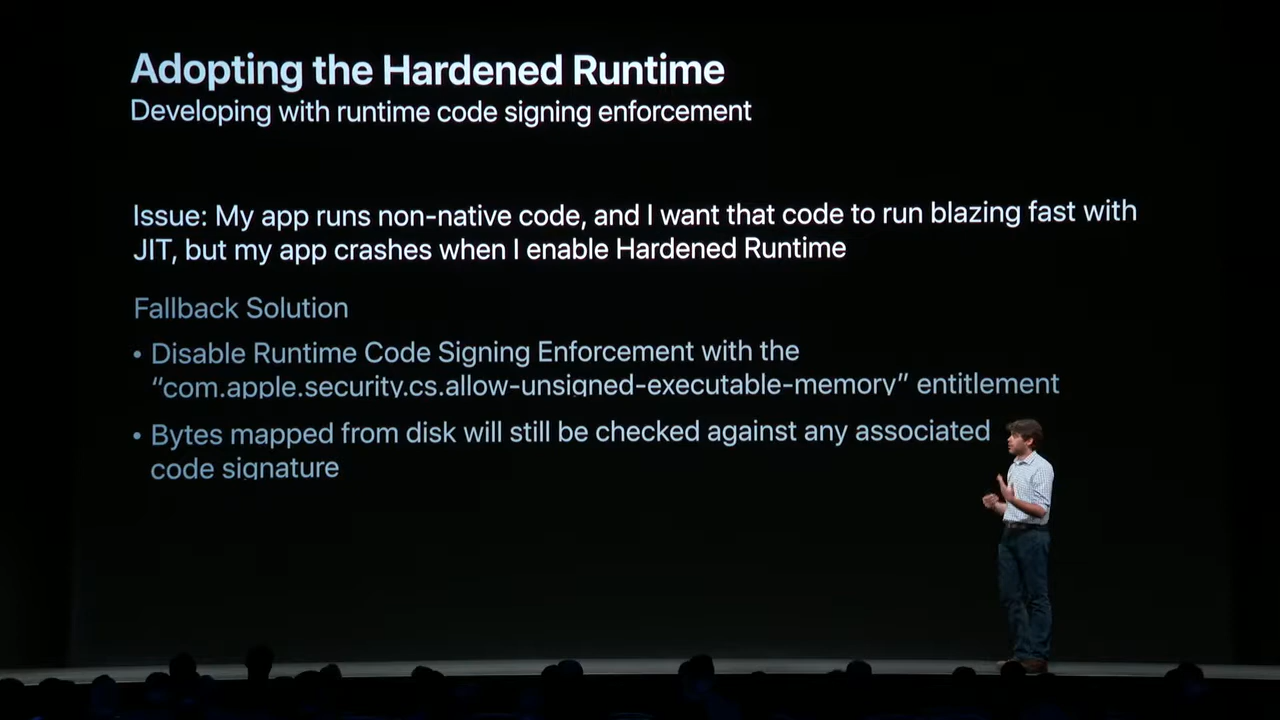 Adopting the Hardened Runtime
Developing with runtime code signing enforcement
Issue: My app runs non-native code, and I want that code to run blazing fast with
JIT, but my app crashes when I enable Hardened Runtime
Fallback Solution
• Disable Runtime Code Signing Enforcement with the
“com.apple.security.cs.allow-unsigned-executable-memory” entitlement
• Bytes mapped from disk will still be checked against any associated
code signature